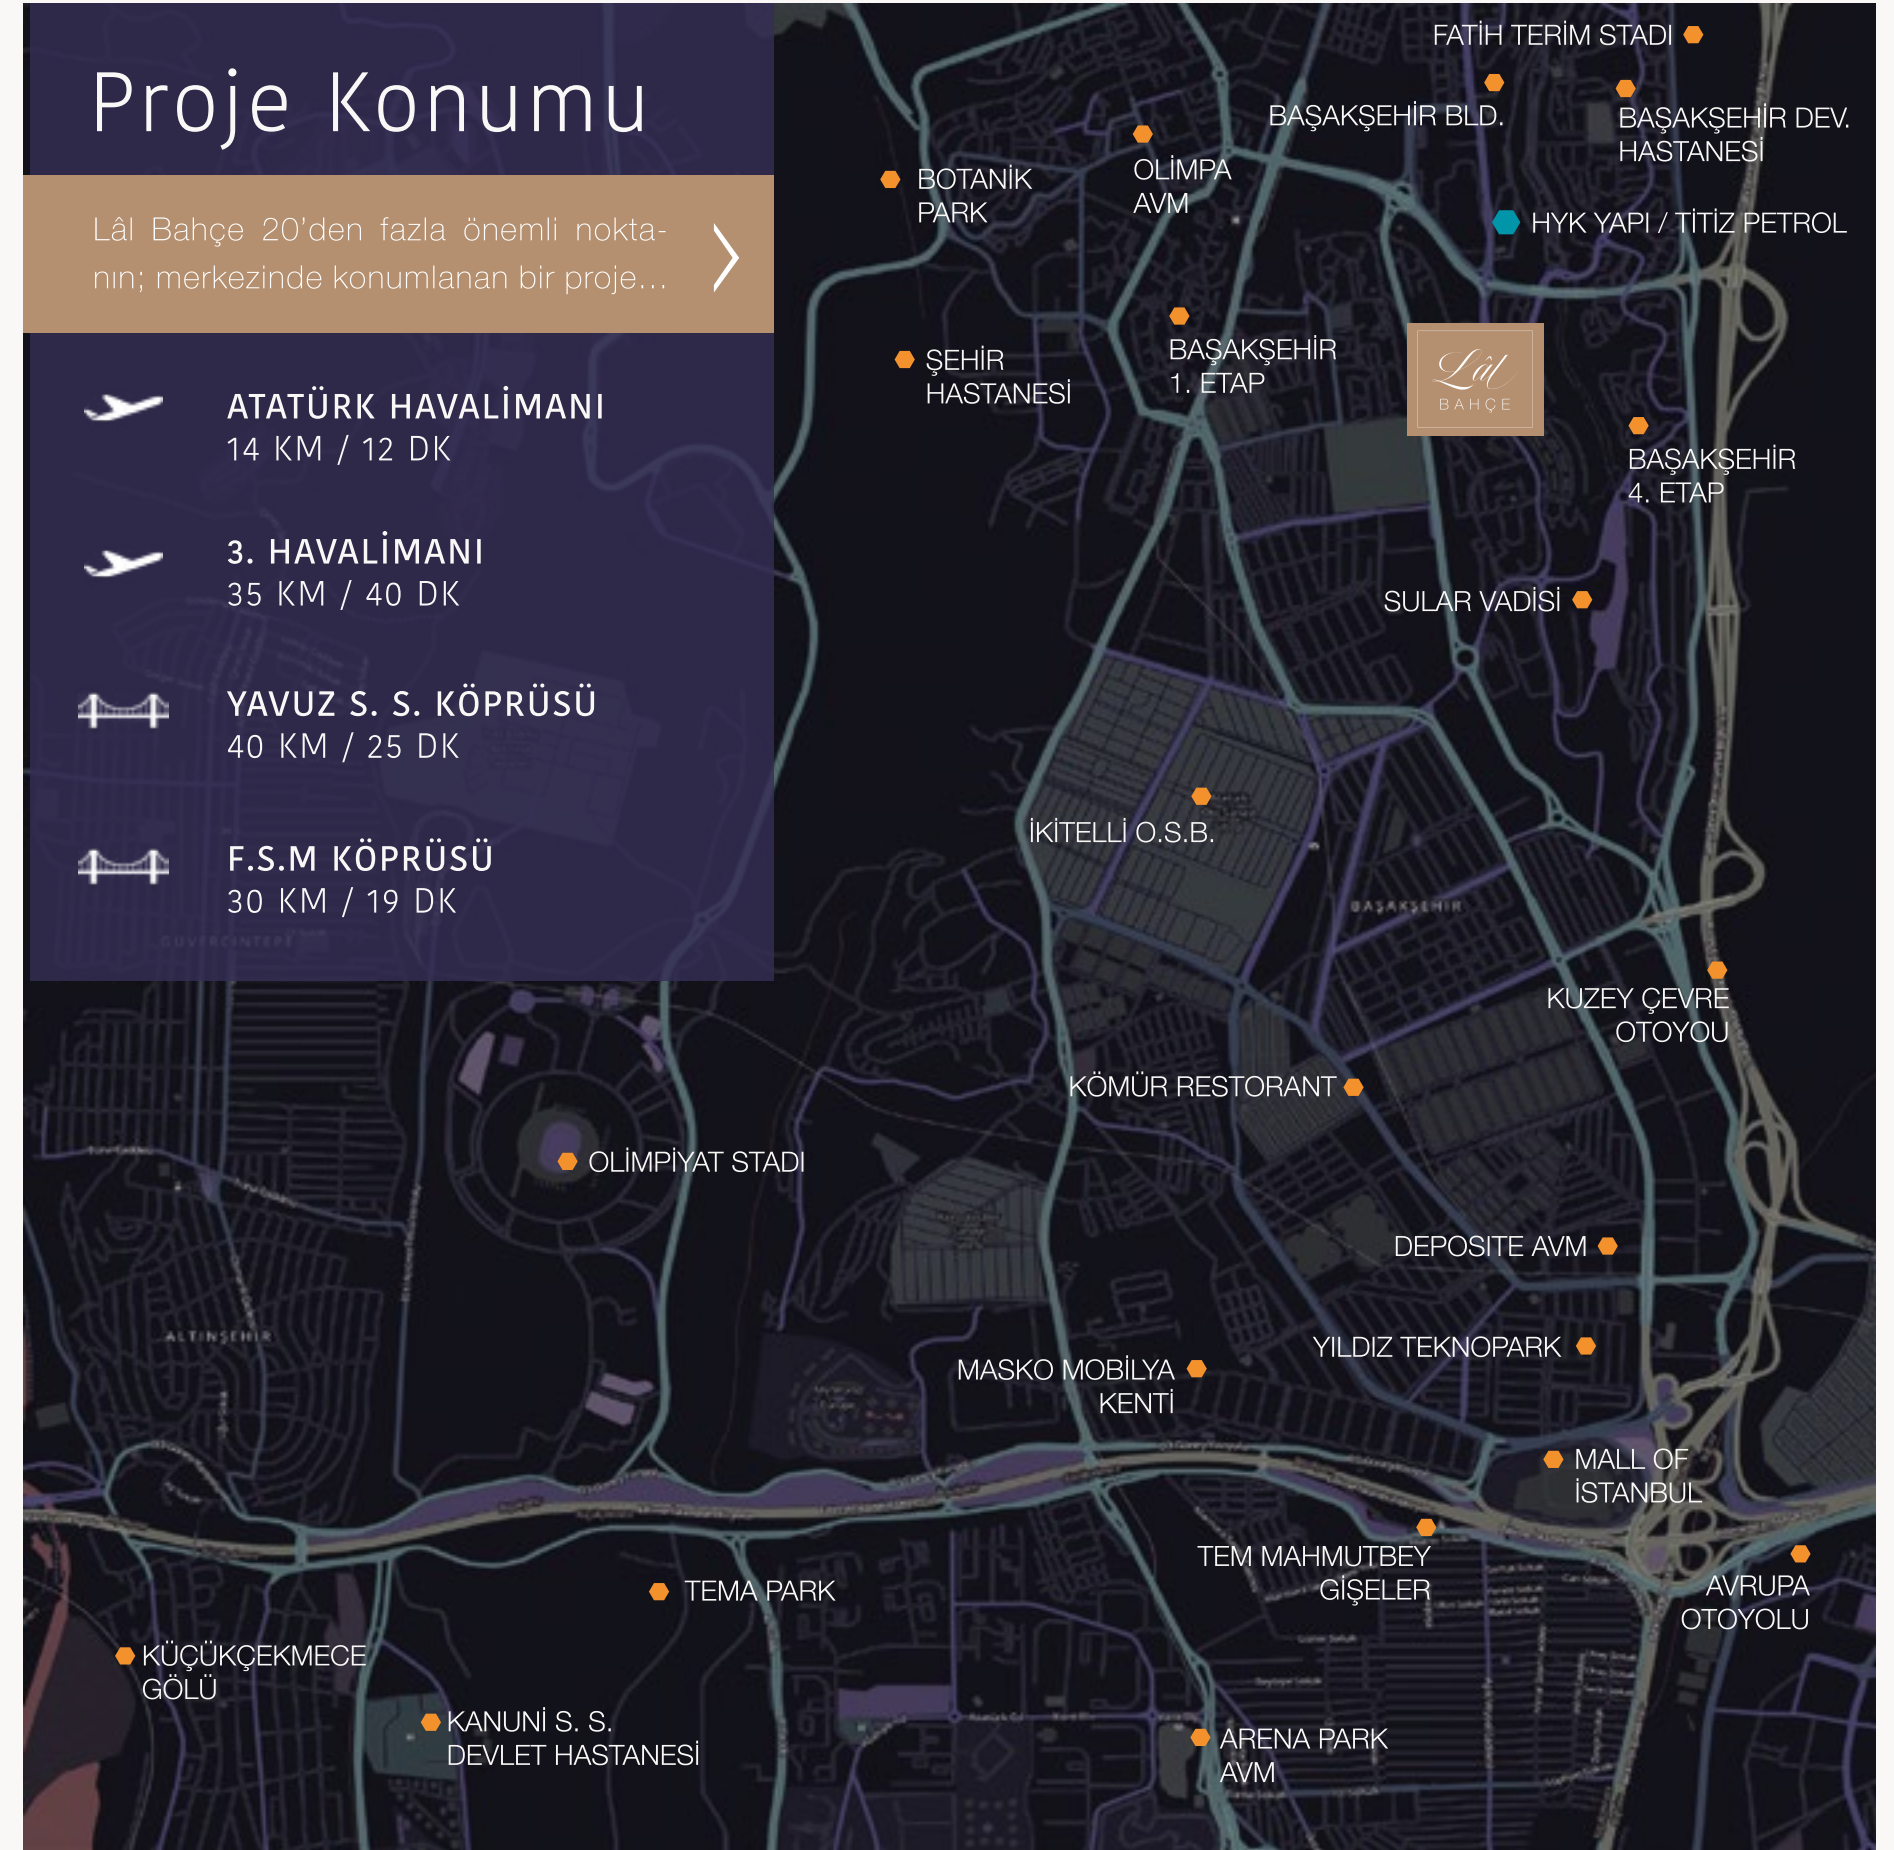 Proje Konumu
Lâl Bahçe 20'den fazla önemli nokta-
nın; merkezinde konumlanan bir proje...
ATATÜRK HAVALİMANI
14 KM / 12 DK
3. HAVALİMANI
35 KM / 40 DK
YAVUZ S. S. KÖPRÜSÜ
40 KM / 25 DK
F.S.M KÖPRÜSÜ
30 KM / 19 DK
GÜVERCİNTEPE
FATİH TERİM STADI
BAŞAKŞEHİR BLD.
BAŞAKŞEHİR DEV.
HASTANESİ
OLİMPA
AVM
BOTANİK
PARK
HYK YAPI / TİTİZ PETROL
BAŞAKŞEHİR
1. ETAP
ŞEHİR
HASTANESİ
Lâl
BAHÇE
BAŞAKŞEHİR
4. ETAP
SULAR VADİSİ
İKİTELLİ O.S.B.
BAŞAKŞEHİR
KUZEY ÇEVRE
OTOYOU
KÖMÜR RESTORANT
OLİMPİYAT STADI
DEPOSITE AVM
ALTINŞEHİR
YILDIZ TEKNOPARK
MASKO MOBİLYA
KENTİ
MALL OF
İSTANBUL
TEM MAHMUTBEY
GİŞELER
AVRUPA
OTOYOLU
TEMA PARK
KÜÇÜKÇEKMECE
GÖLÜ
KANUNİ S. S.
DEVLET HASTANESİ
ARENA PARK
AVM